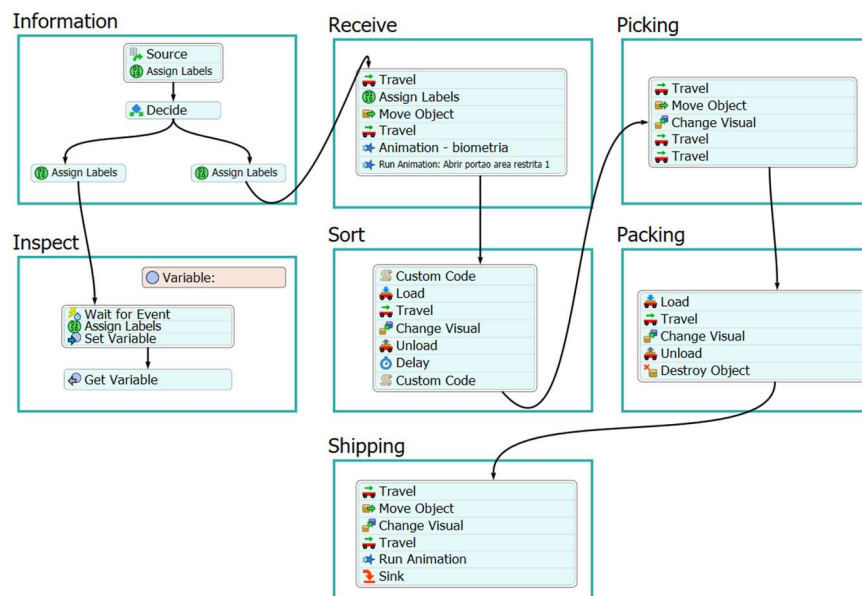 Information
Source
Assign Labels
Decide
Assign Labels
Assign Labels
Receive
Travel
Assign Labels
Move Object
Travel
Animation - biometria
Run Animation: Abrir portao area restrita 1
Picking
Travel
Move Object
Change Visual
Travel
Travel
Inspect
Variable:
Wait for Event
Assign Labels
Set Variable
Get Variable
Sort
Custom Code
Load
Travel
Change Visual
Unload
Delay
Custom Code
Packing
Load
Travel
Change Visual
Unload
Destroy Object
Shipping
Travel
Move Object
Change Visual
Travel
Run Animation
Sink